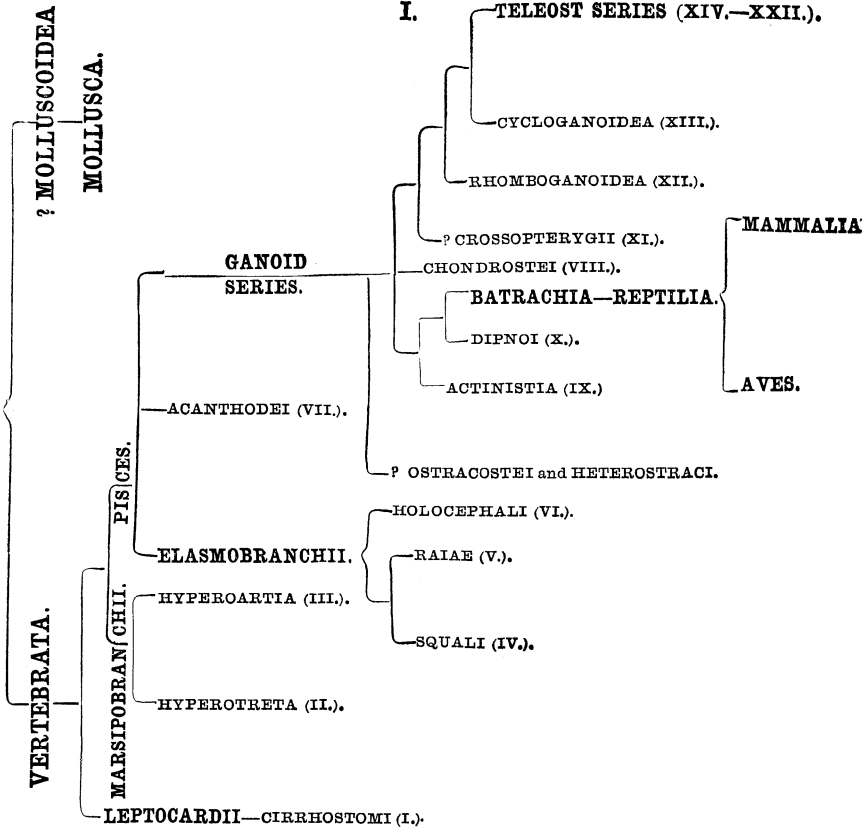 I.
TELEOST SERIES (XIV.—XXII.).
? MOLLUSCOIDEA
MOLLUSCA.
CYCLOGANOIDEA (XIII.).
RHOMBOGANOIDEA (XII.).
? CROSSOPTERYGII (XI.).
MAMMALIA
GANOID
SERIES.
CHONDROSTEI (VIII.).
BATRACHIA—REPTILIA.
DIPNOI (X.).
ACTINISTIA (IX.)
AVES.
ACANTHODEI (VII.).
PISCES.
? OSTRACOSTEI and HETEROSTRACI.
HOLOCEPHALI (VI.).
ELASMOBRANCHII.
RAIAE (V.).
HYPEROARTIA (III.).
SQUALI (IV.).
VERTEBRATA.
MARSIPOBRANCHII.
HYPEROTRETA (II.).
LEPTOCARDII—CIRRHOSTOMI (I.).